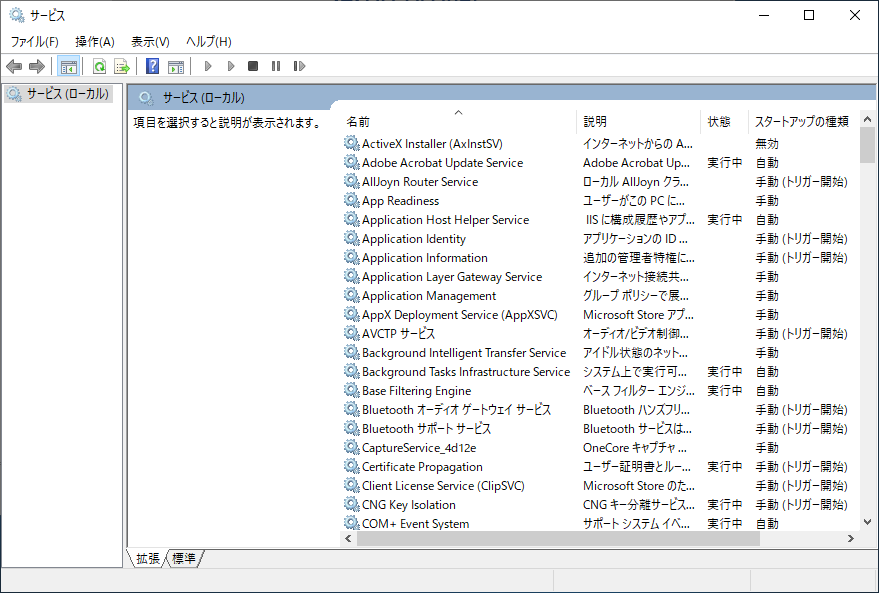 サービス
ファイル(F) 操作(A) 表示(V) ヘルプ(H)
サービス (ローカル)
サービス (ローカル)
項目を選択すると説明が表示されます。
名前 説明 状態 スタートアップの種類
ActiveX Installer (AxInstSV) インターネットからの A... 無効
Adobe Acrobat Update Service Adobe Acrobat Up... 実行中 自動
AllJoyn Router Service ローカル AllJoyn クラ... 手動 (トリガー開始)
App Readiness ユーザーがこの PC に... 手動
Application Host Helper Service IIS に構成履歴やアプ... 実行中 自動
Application Identity アプリケーションの ID ... 手動 (トリガー開始)
Application Information 追加の管理者特権に... 手動 (トリガー開始)
Application Layer Gateway Service インターネット接続共... 手動
Application Management グループ ポリシーで展... 手動
AppX Deployment Service (AppXSVC) Microsoft Store アプ... 手動
AVCTP サービス オーディオ/ビデオ制御... 手動 (トリガー開始)
Background Intelligent Transfer Service アイドル状態のネット... 手動
Background Tasks Infrastructure Service システム上で実行可... 実行中 自動
Base Filtering Engine ベース フィルター エンジ... 実行中 自動
Bluetooth オーディオ ゲートウェイ サービス Bluetooth ハンズフリ... 手動 (トリガー開始)
Bluetooth サポート サービス Bluetooth サービスは... 手動 (トリガー開始)
CaptureService_4d12e OneCore キャプチャ ... 手動
Certificate Propagation ユーザー証明書とルー... 実行中 手動 (トリガー開始)
Client License Service (ClipSVC) Microsoft Store のた... 手動 (トリガー開始)
CNG Key Isolation CNG キー分離サービス... 実行中 手動 (トリガー開始)
COM+ Event System サポート システム イベ... 実行中 自動
拡張 標準